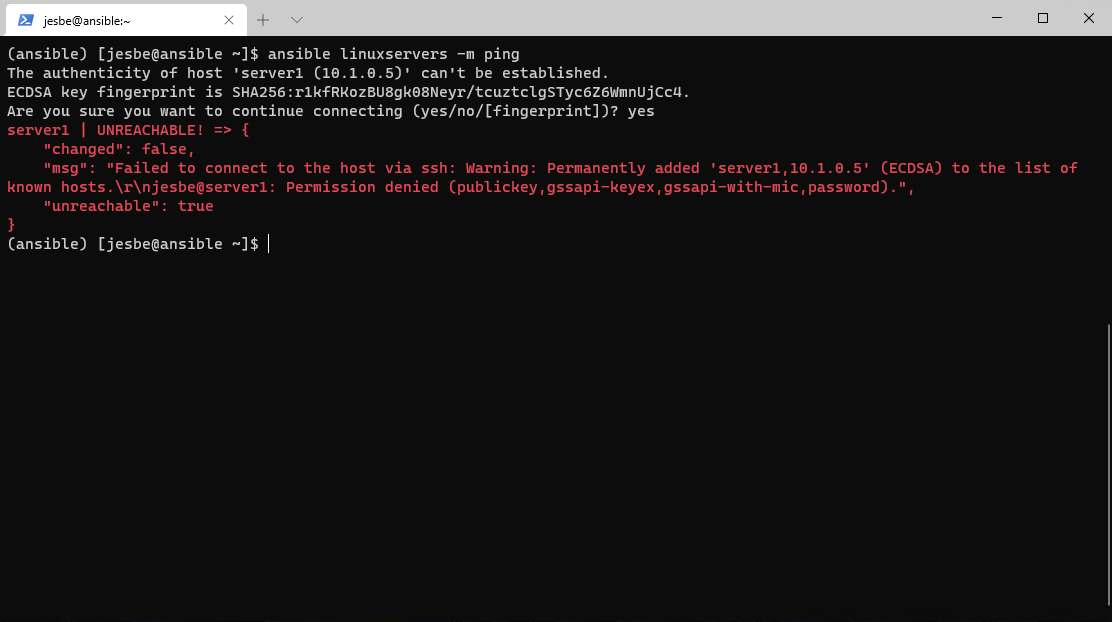 jesbe@ansible:~
(ansible) [jesbe@ansible ~]$ ansible linuxservers -m ping
The authenticity of host 'server1 (10.1.0.5)' can't be established.
ECDSA key fingerprint is SHA256:r1kfRKozBU8gk08Neyr/tcuztclgSTyc6Z6WmnUjCc4.
Are you sure you want to continue connecting (yes/no/[fingerprint])? yes
server1 | UNREACHABLE! => {
    "changed": false,
    "msg": "Failed to connect to the host via ssh: Warning: Permanently added 'server1,10.1.0.5' (ECDSA) to the list of
known hosts.\r\njesbe@server1: Permission denied (publickey,gssapi-keyex,gssapi-with-mic,password).",
    "unreachable": true
}
(ansible) [jesbe@ansible ~]$